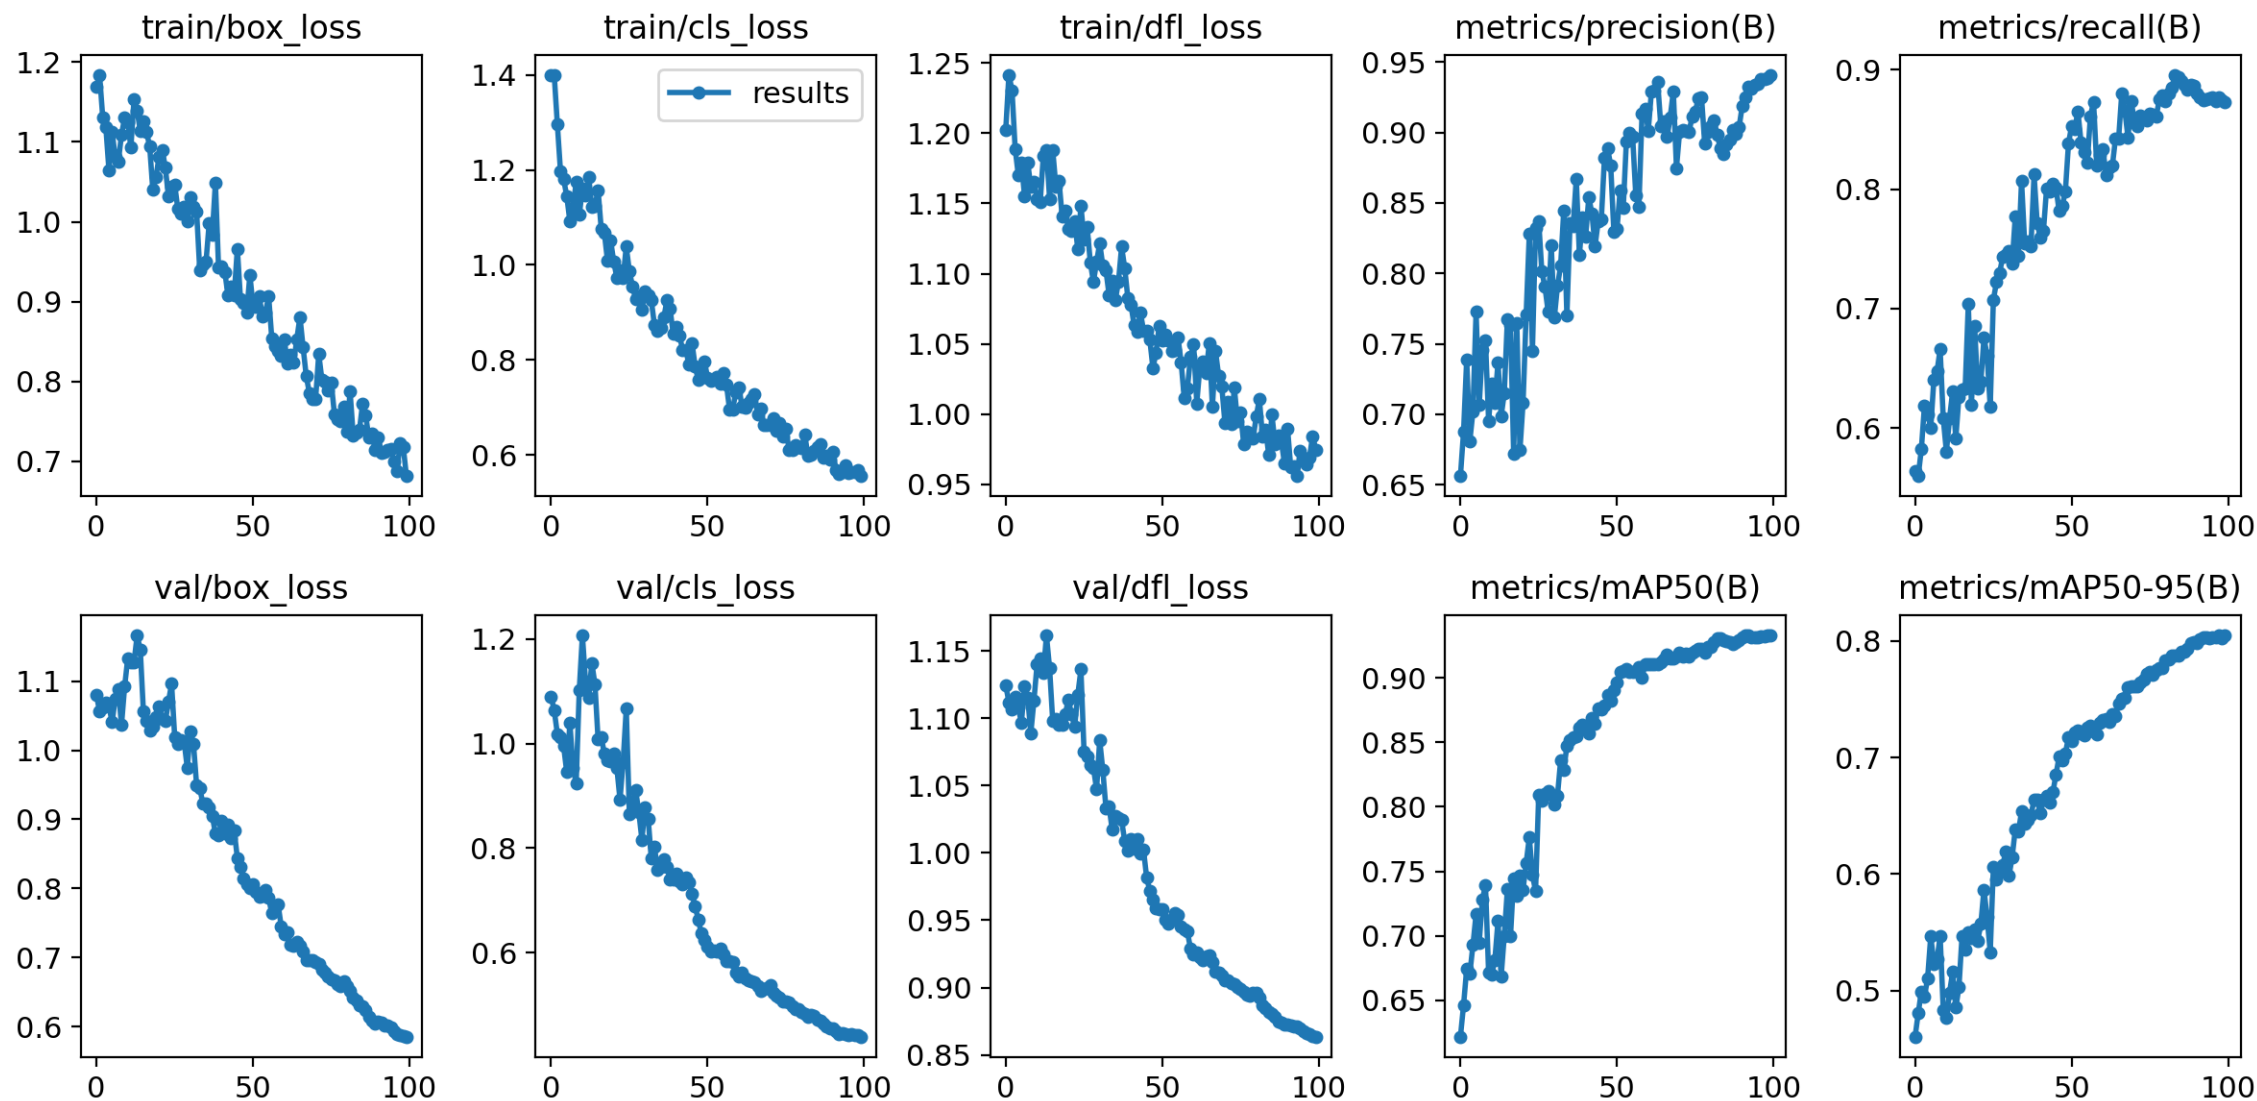 train/box_loss
1.2
1.1
1.0
0.9
0.8
0.7
0 50 100
train/cls_loss
results
1.4
1.2
1.0
0.8
0.6
0 50 100
train/dfl_loss
1.25
1.20
1.15
1.10
1.05
1.00
0.95
0 50 100
metrics/precision(B)
0.95
0.90
0.85
0.80
0.75
0.70
0.65
0 50 100
metrics/recall(B)
0.9
0.8
0.7
0.6
0 50 100
val/box_loss
1.1
1.0
0.9
0.8
0.7
0.6
0 50 100
val/cls_loss
1.2
1.0
0.8
0.6
0 50 100
val/dfl_loss
1.15
1.10
1.05
1.00
0.95
0.90
0.85
0 50 100
metrics/mAP50(B)
0.90
0.85
0.80
0.75
0.70
0.65
0 50 100
metrics/mAP50-95(B)
0.8
0.7
0.6
0.5
0 50 100